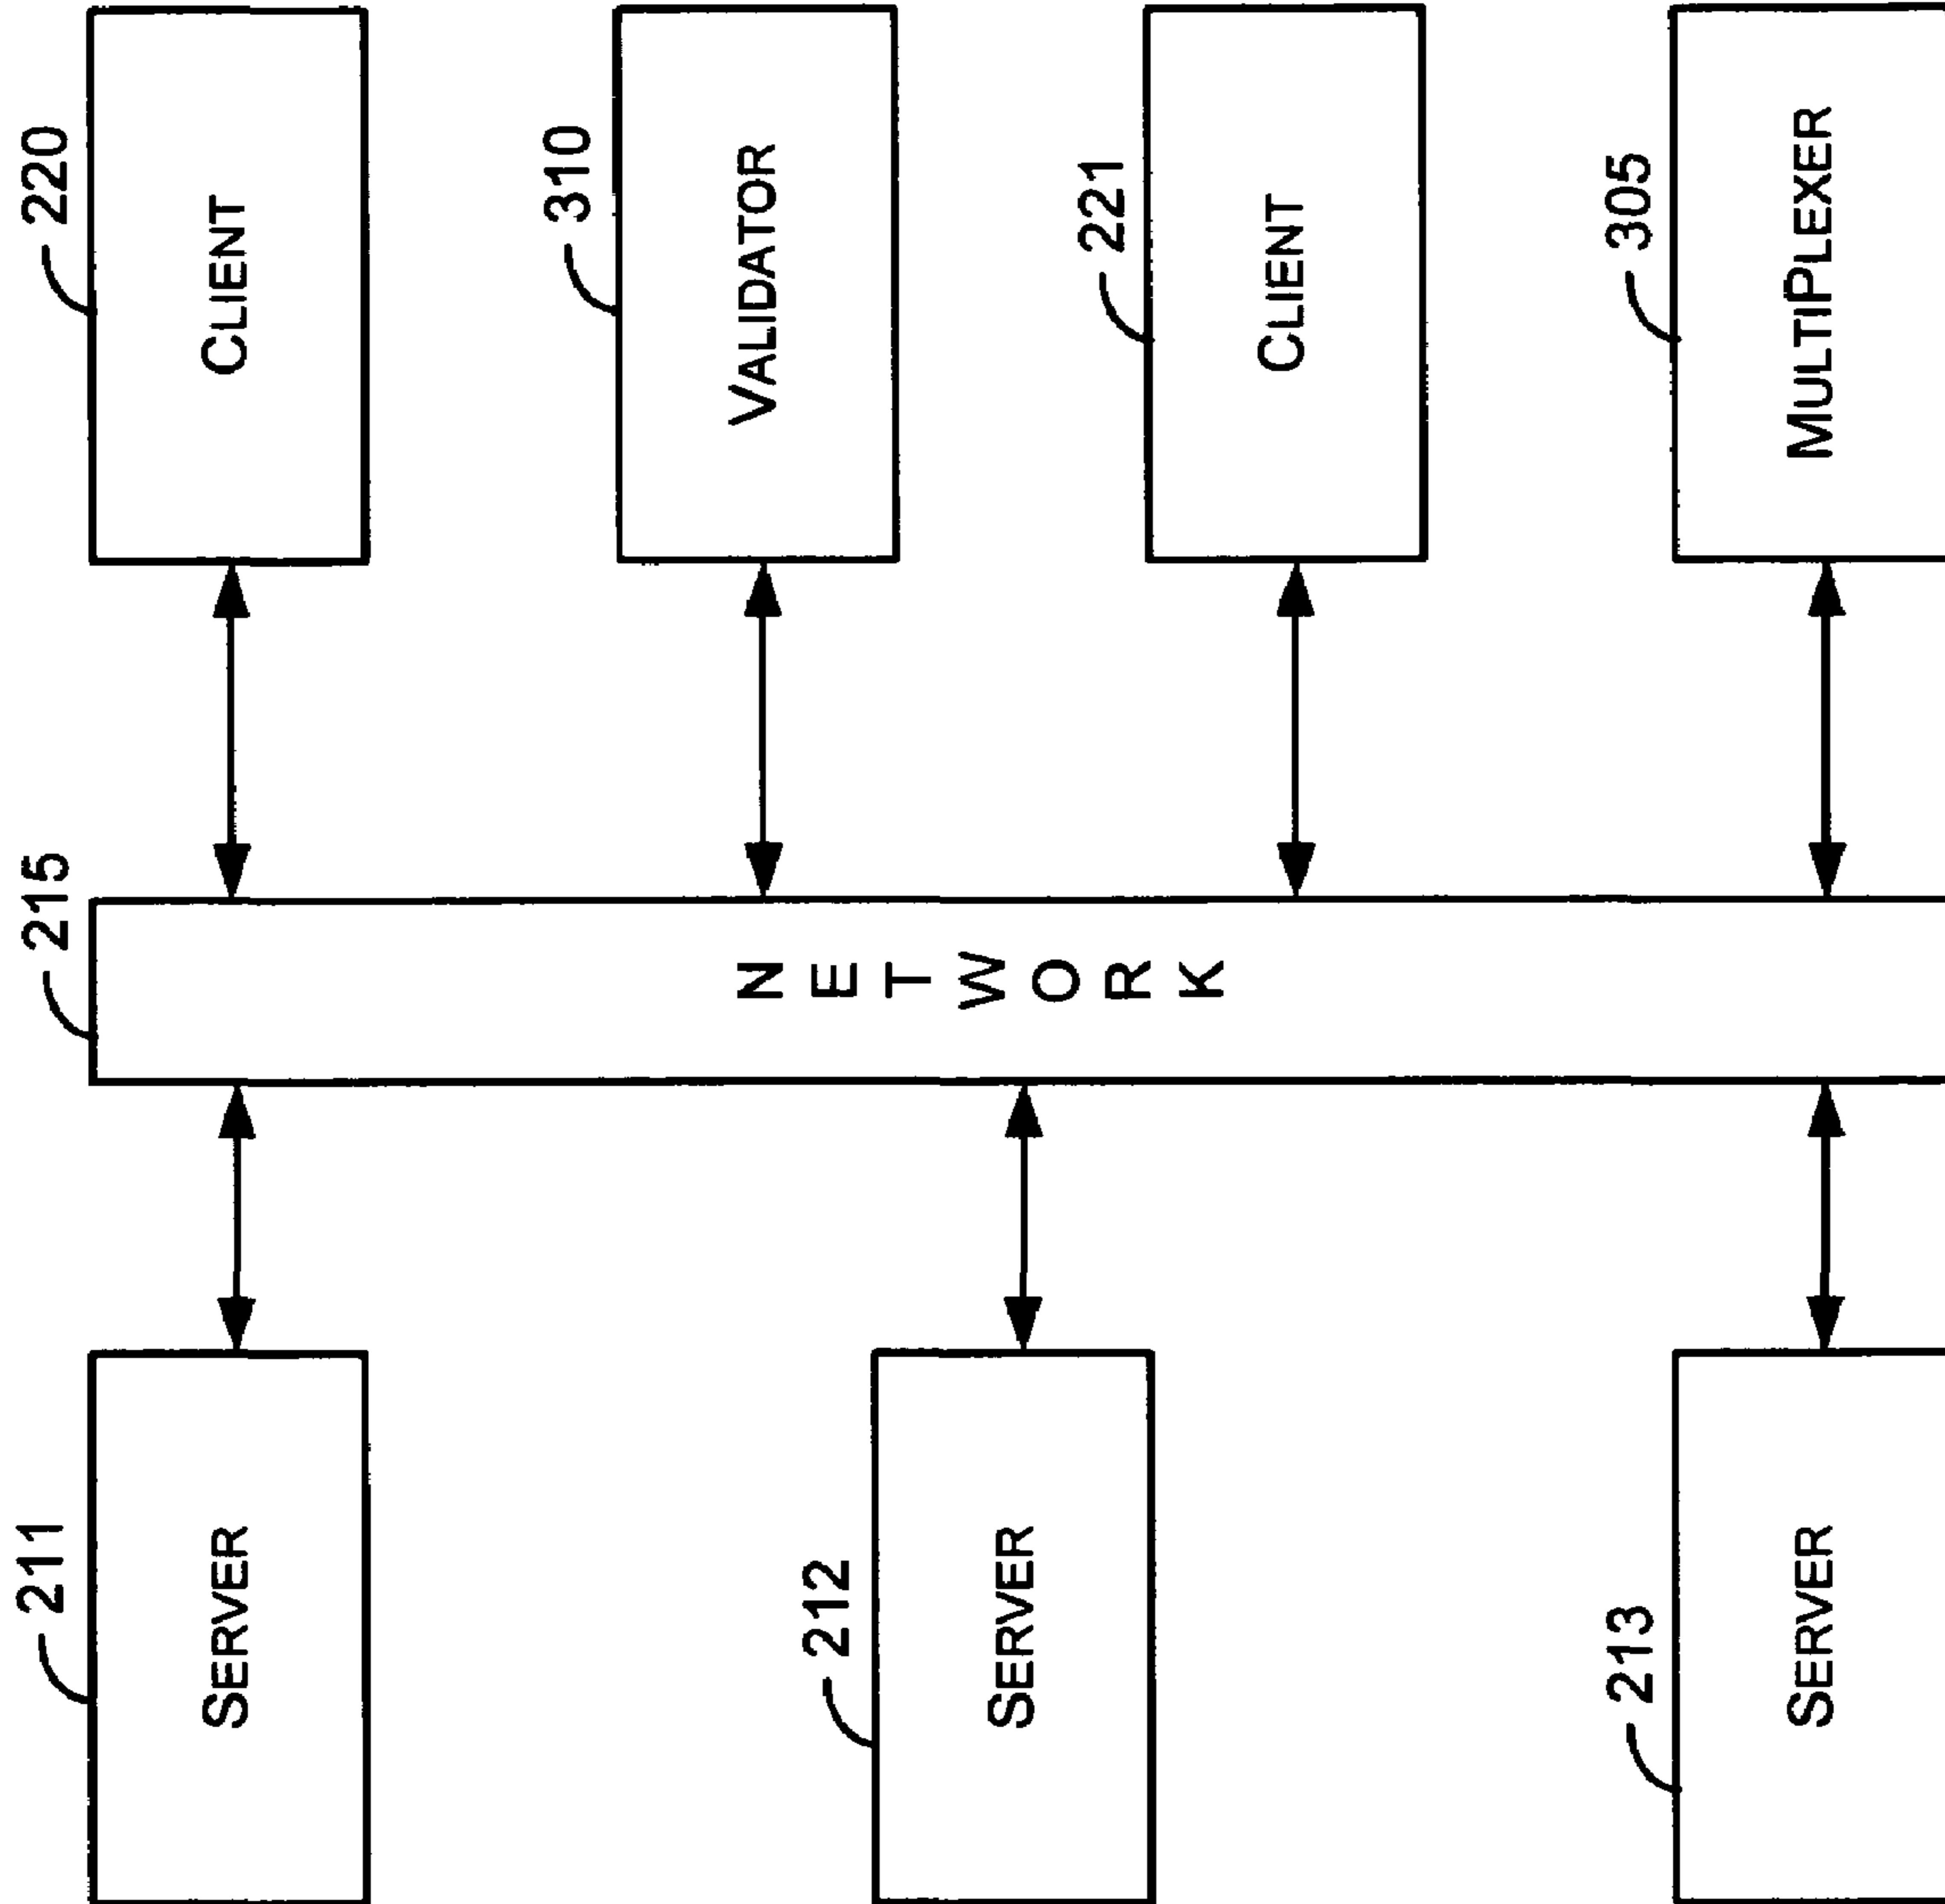 211
215
220
SERVER
CLIENT
310
NETWORK
VALIDATOR
212
SERVER
221
CLIENT
213
305
SERVER
MULTIPLEXER